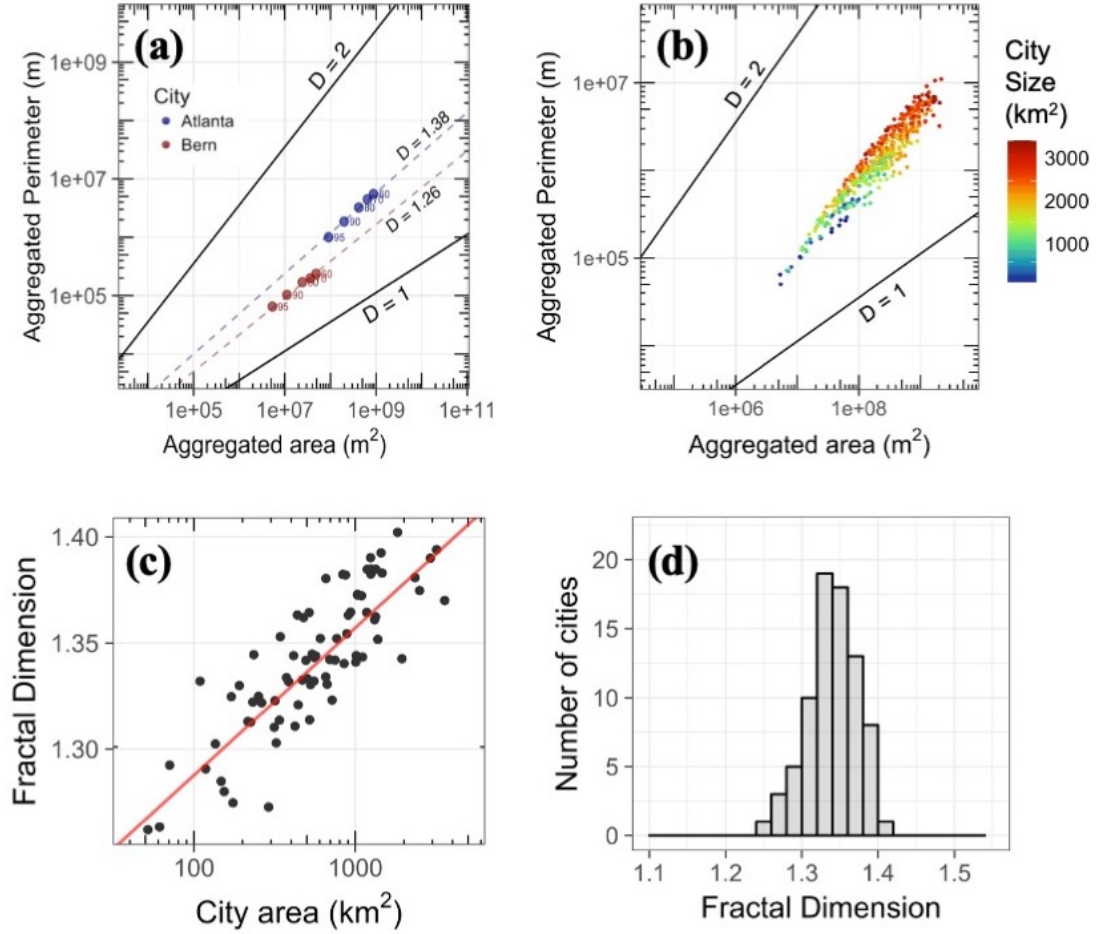 (a)
Aggregated Perimeter (m)
1e+09
1e+07
1e+05
City
Atlanta
Bern
D = 2
D = 1.38
D = 1.26
D = 1
60
80
90
95
60
90
95
1e+05 1e+07 1e+09 1e+11
Aggregated area (m²)
(b)
Aggregated Perimeter (m)
1e+07
1e+05
D = 2
D = 1
1e+06 1e+08
Aggregated area (m²)
City
Size
(km²)
3000
2000
1000
(c)
Fractal Dimension
1.40
1.35
1.30
100 1000
City area (km²)
(d)
Number of cities
20
15
10
5
0
1.1 1.2 1.3 1.4 1.5
Fractal Dimension